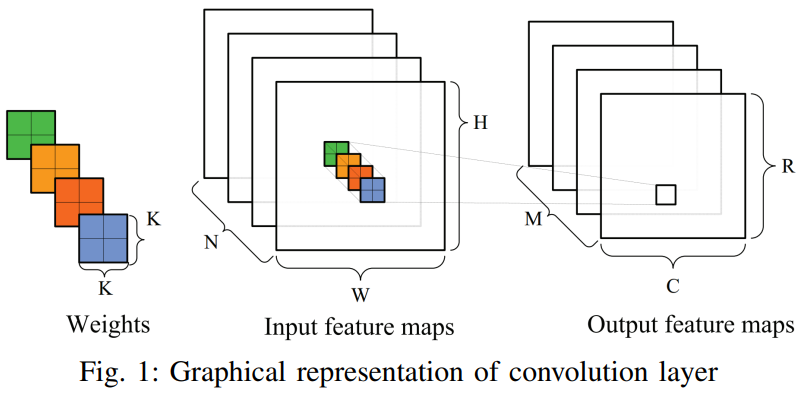 K
K
Weights
N
H
W
Input feature maps
M
R
C
Output feature maps
Fig. 1: Graphical representation of convolution layer